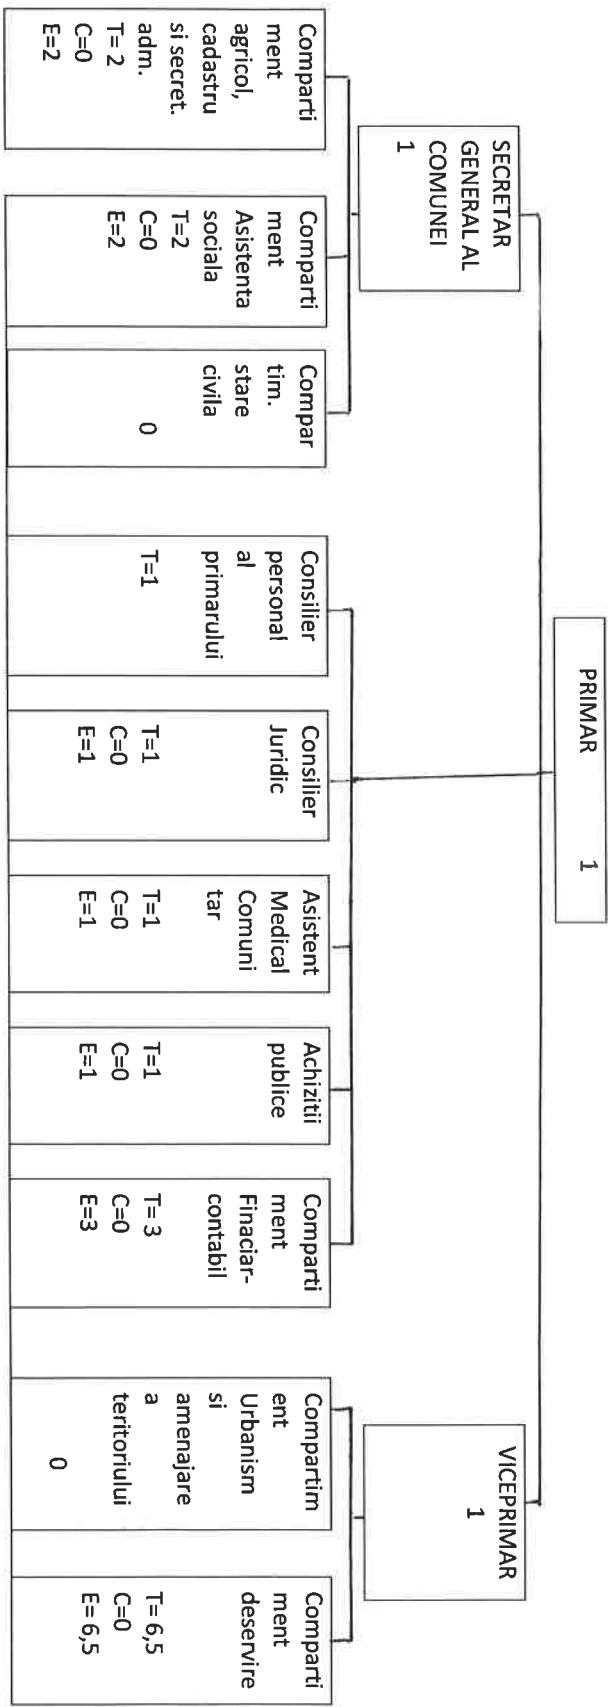 PRIMAR 1
SECRETAR
GENERAL AL
COMUNEI
1
VICEPRIMAR
1
Comparti
ment
agricol,
cadastru
si secret.
adm.
T= 2
C=0
E=2
Comparti
ment
Asistenta
sociala
T=2
C=0
E=2
Compar
tim.
stare
civila
0
Consilier
personal
al
primarului
T=1
Consilier
Juridic
T=1
C=0
E=1
Asistent
Medical
Comuni
tar
T=1
C=0
E=1
Achizitii
publice
T=1
C=0
E=1
Comparti
ment
Finaciar-
contabil
T=3
C=0
E=3
Compartim
ent
Urbanism
si
amenajare
a
teritoriului
0
Comparti
ment
deservire
T= 6,5
C=0
E= 6,5